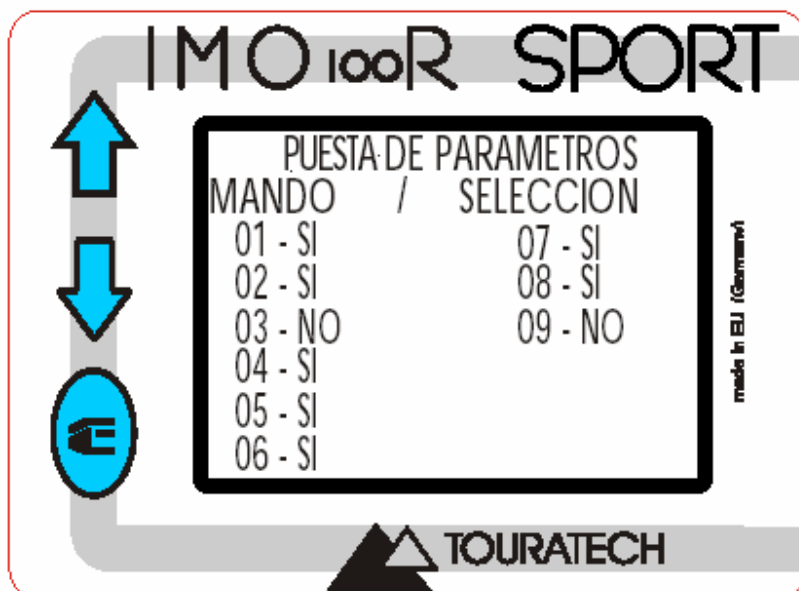 IMO 100R SPORT
PUESTA DE PARAMETROS
MANDO / SELECCION
01 - SI
02 - SI
03 - NO
04 - SI
05 - SI
06 - SI
07 - SI
08 - SI
09 - NO
made in EU (Germany)
TOURATECH